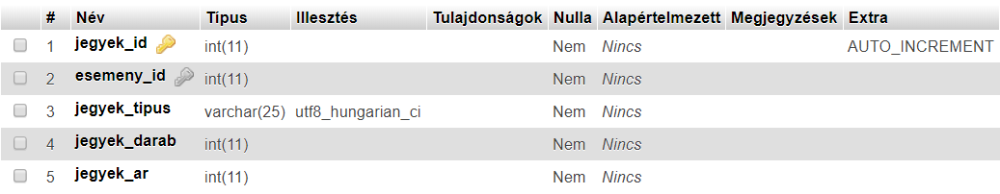 # Név Típus Illesztés Tulajdonságok Nulla Alapértelmezett Megjegyzések Extra
1 jegyek_id int(11) Nem Nincs AUTO_INCREMENT
2 esemeny_id int(11) Nem Nincs
3 jegyek_tipus varchar(25) utf8_hungarian_ci Nem Nincs
4 jegyek_darab int(11) Nem Nincs
5 jegyek_ar int(11) Nem Nincs